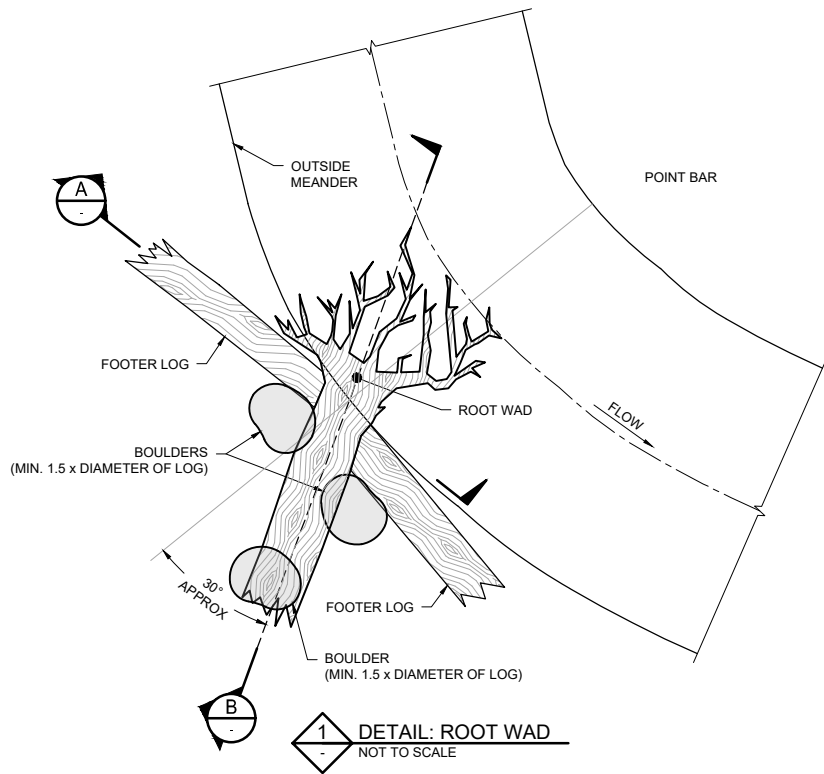 OUTSIDE
MEANDER
POINT BAR
A
-
FOOTER LOG
ROOT WAD
FLOW
BOULDERS
(MIN. 1.5 x DIAMETER OF LOG)
30°
APPROX
FOOTER LOG
BOULDER
(MIN. 1.5 x DIAMETER OF LOG)
B
-
1
-
DETAIL: ROOT WAD
NOT TO SCALE